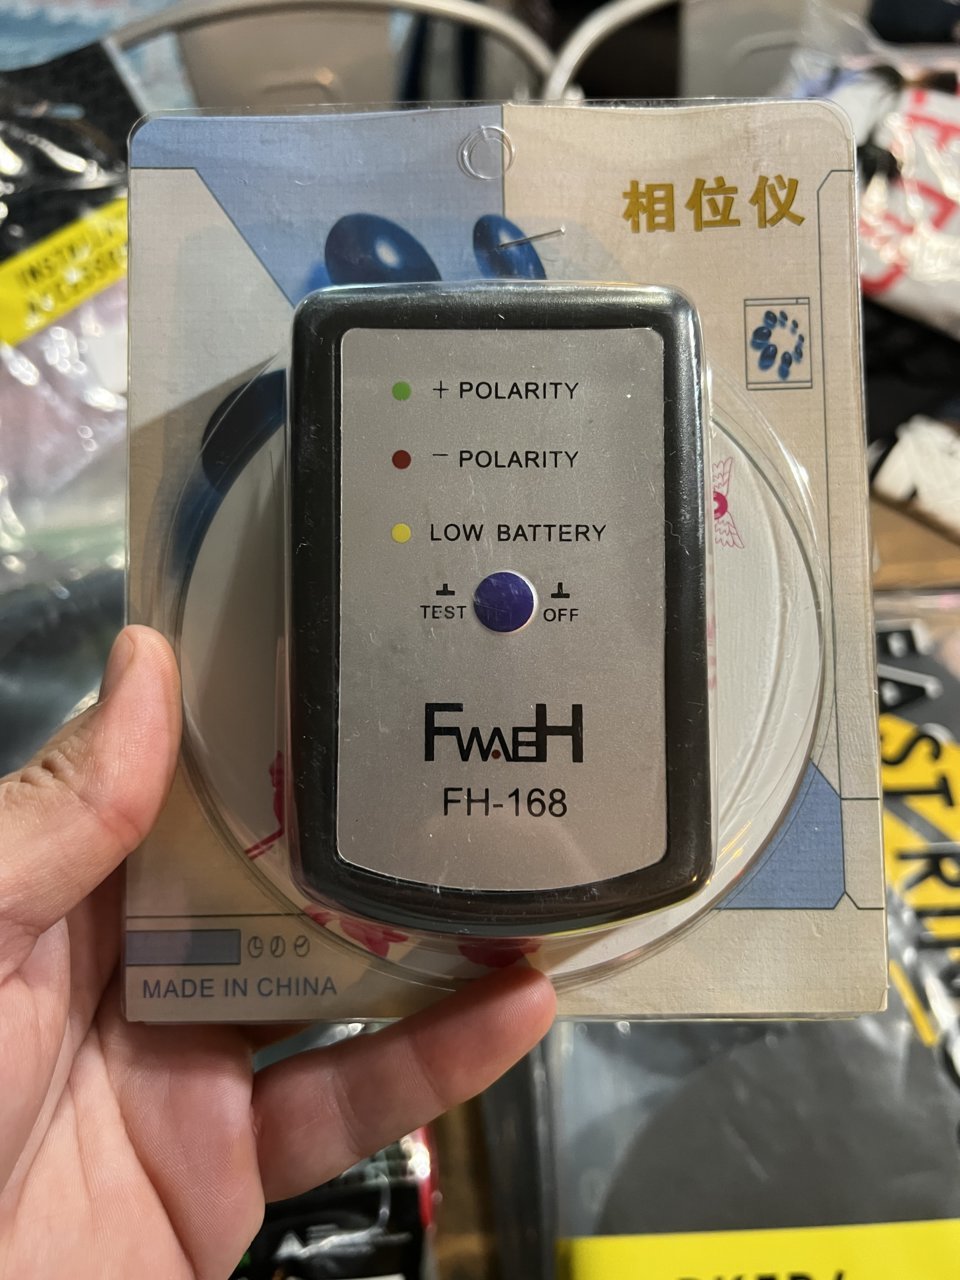 相位仪
+ POLARITY
− POLARITY
LOW BATTERY
TEST OFF
FWAEH
FH-168
MADE IN CHINA